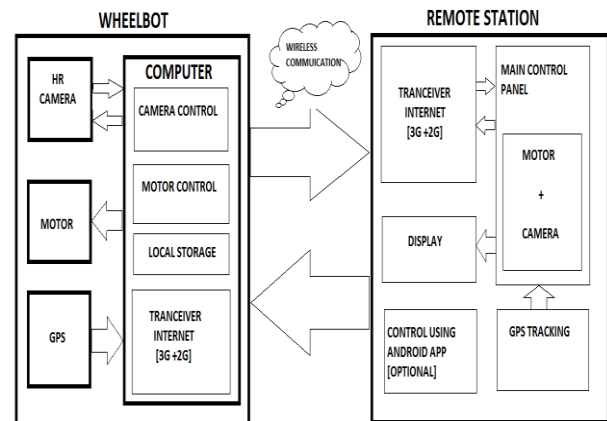 WHEELBOT
HR
CAMERA
COMPUTER
CAMERA CONTROL
MOTOR
MOTOR CONTROL
LOCAL STORAGE
GPS
TRANCEIVER
INTERNET
[3G +2G]
WIRELESS
COMMUICATION
REMOTE STATION
TRANCEIVER
INTERNET
[3G +2G]
MAIN CONTROL
PANEL
MOTOR
+
CAMERA
DISPLAY
CONTROL USING
ANDROID APP
[OPTIONAL]
GPS TRACKING